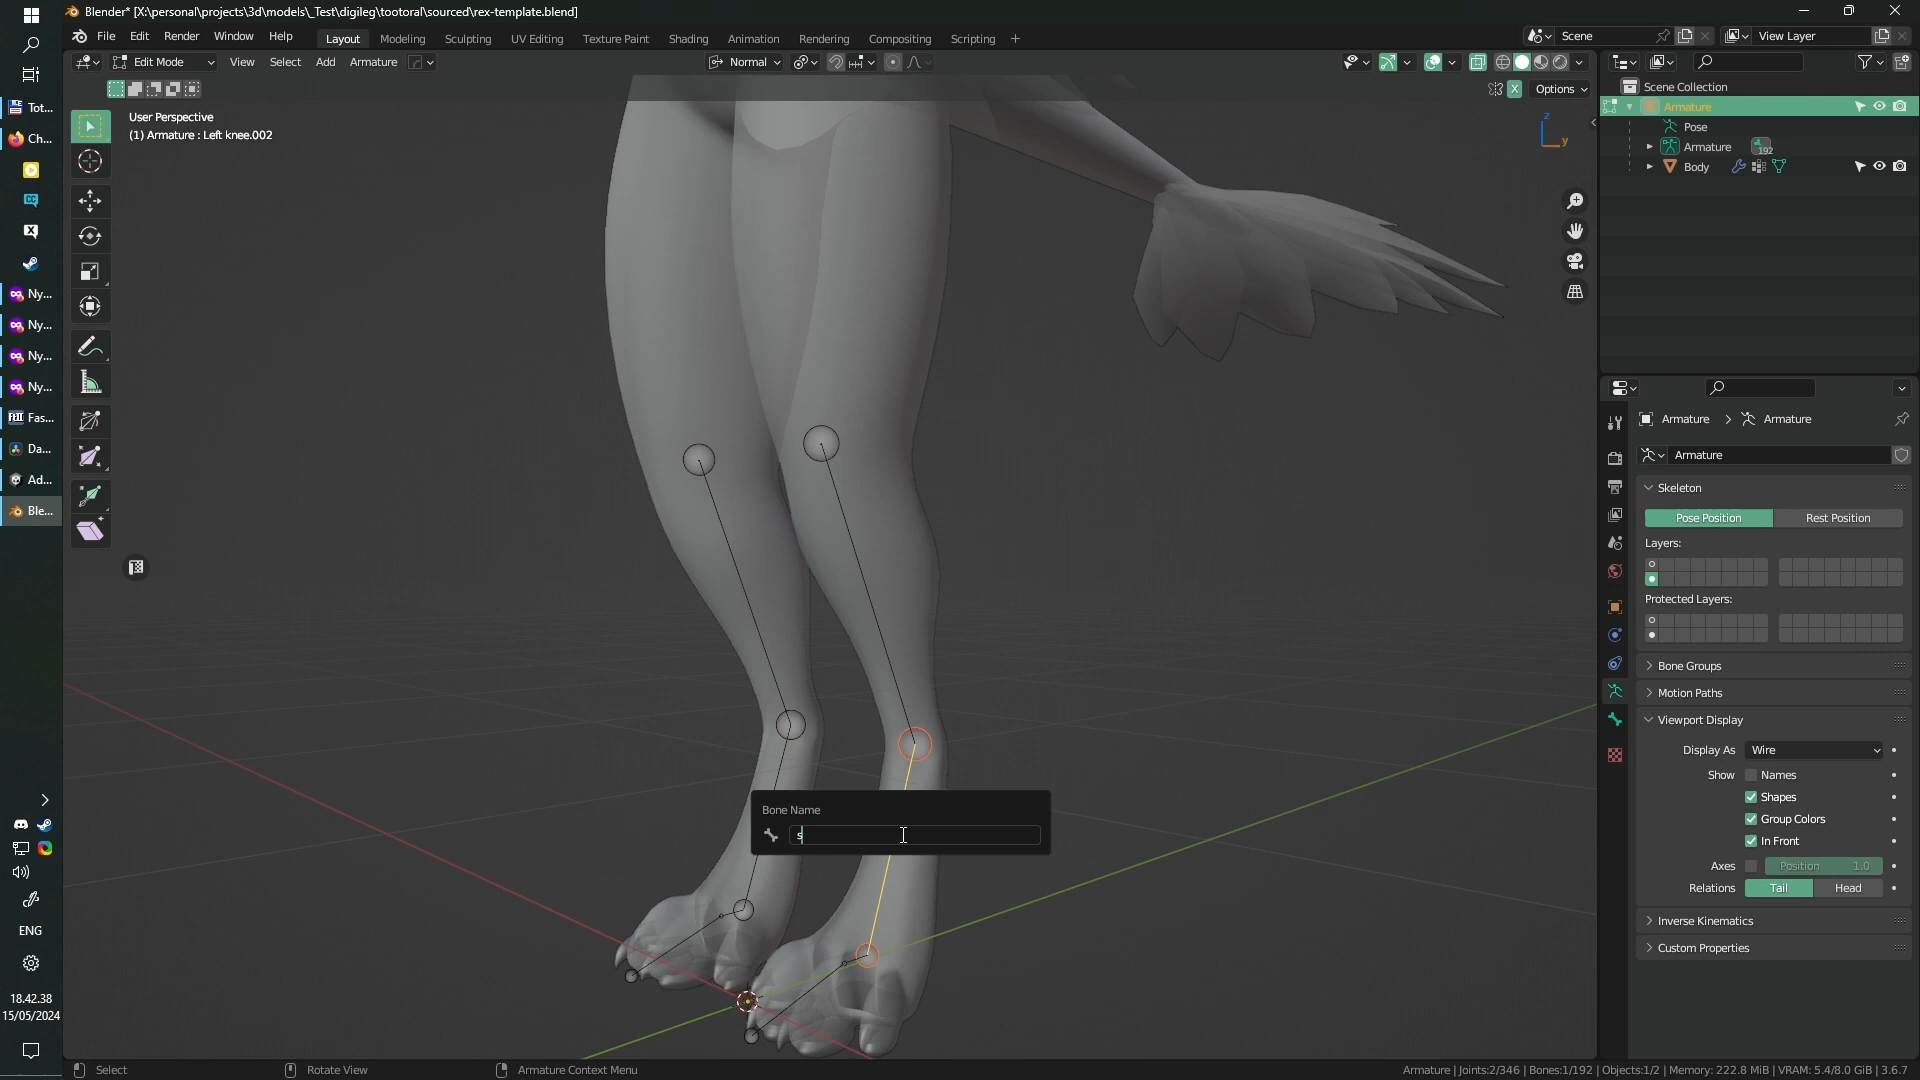 Blender* [X:\personal\projects\3d\models\_Test\digileg\tootoral\sourced\rex-template.blend]
File Edit Render Window Help
Layout Modeling Sculpting UV Editing Texture Paint Shading Animation Rendering Compositing Scripting +
Scene
View Layer
Edit Mode View Select Add Armature
Normal
X Options
User Perspective
(1) Armature : Left knee.002
z
y
Tot...
Ch...
Ny...
Ny...
Ny...
Ny...
Fas...
Da...
Ad...
Ble...
ENG
18.42.38
15/05/2024
Bone Name
s
Scene Collection
Armature
Pose
Armature 192
Body
Armature > Armature
Armature
Skeleton
Pose Position Rest Position
Layers:
Protected Layers:
Bone Groups
Motion Paths
Viewport Display
Display As Wire
Show Names
Shapes
Group Colors
In Front
Axes Position 1.0
Relations Tail Head
Inverse Kinematics
Custom Properties
Select Rotate View Armature Context Menu
Armature | Joints:2/346 | Bones:1/192 | Objects:1/2 | Memory: 222.8 MiB | VRAM: 5.4/8.0 GiB | 3.6.7